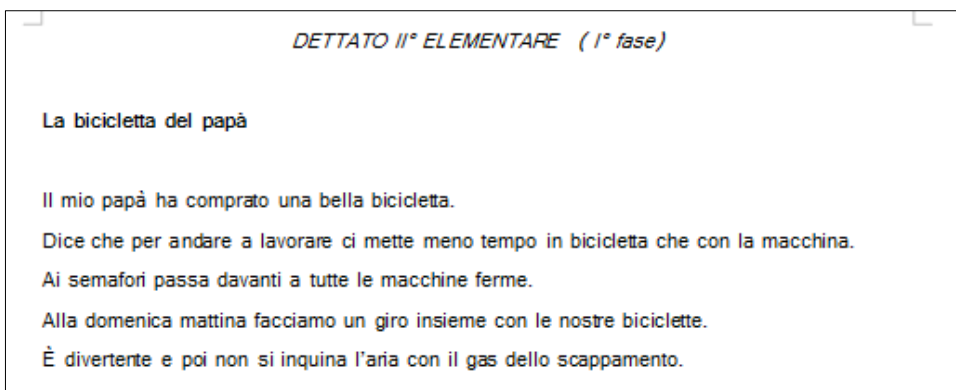 DETTATO II° ELEMENTARE ( I° fase)
La bicicletta del papà
Il mio papà ha comprato una bella bicicletta.
Dice che per andare a lavorare ci mette meno tempo in bicicletta che con la macchina.
Ai semafori passa davanti a tutte le macchine ferme.
Alla domenica mattina facciamo un giro insieme con le nostre biciclette.
È divertente e poi non si inquina l'aria con il gas dello scappamento.